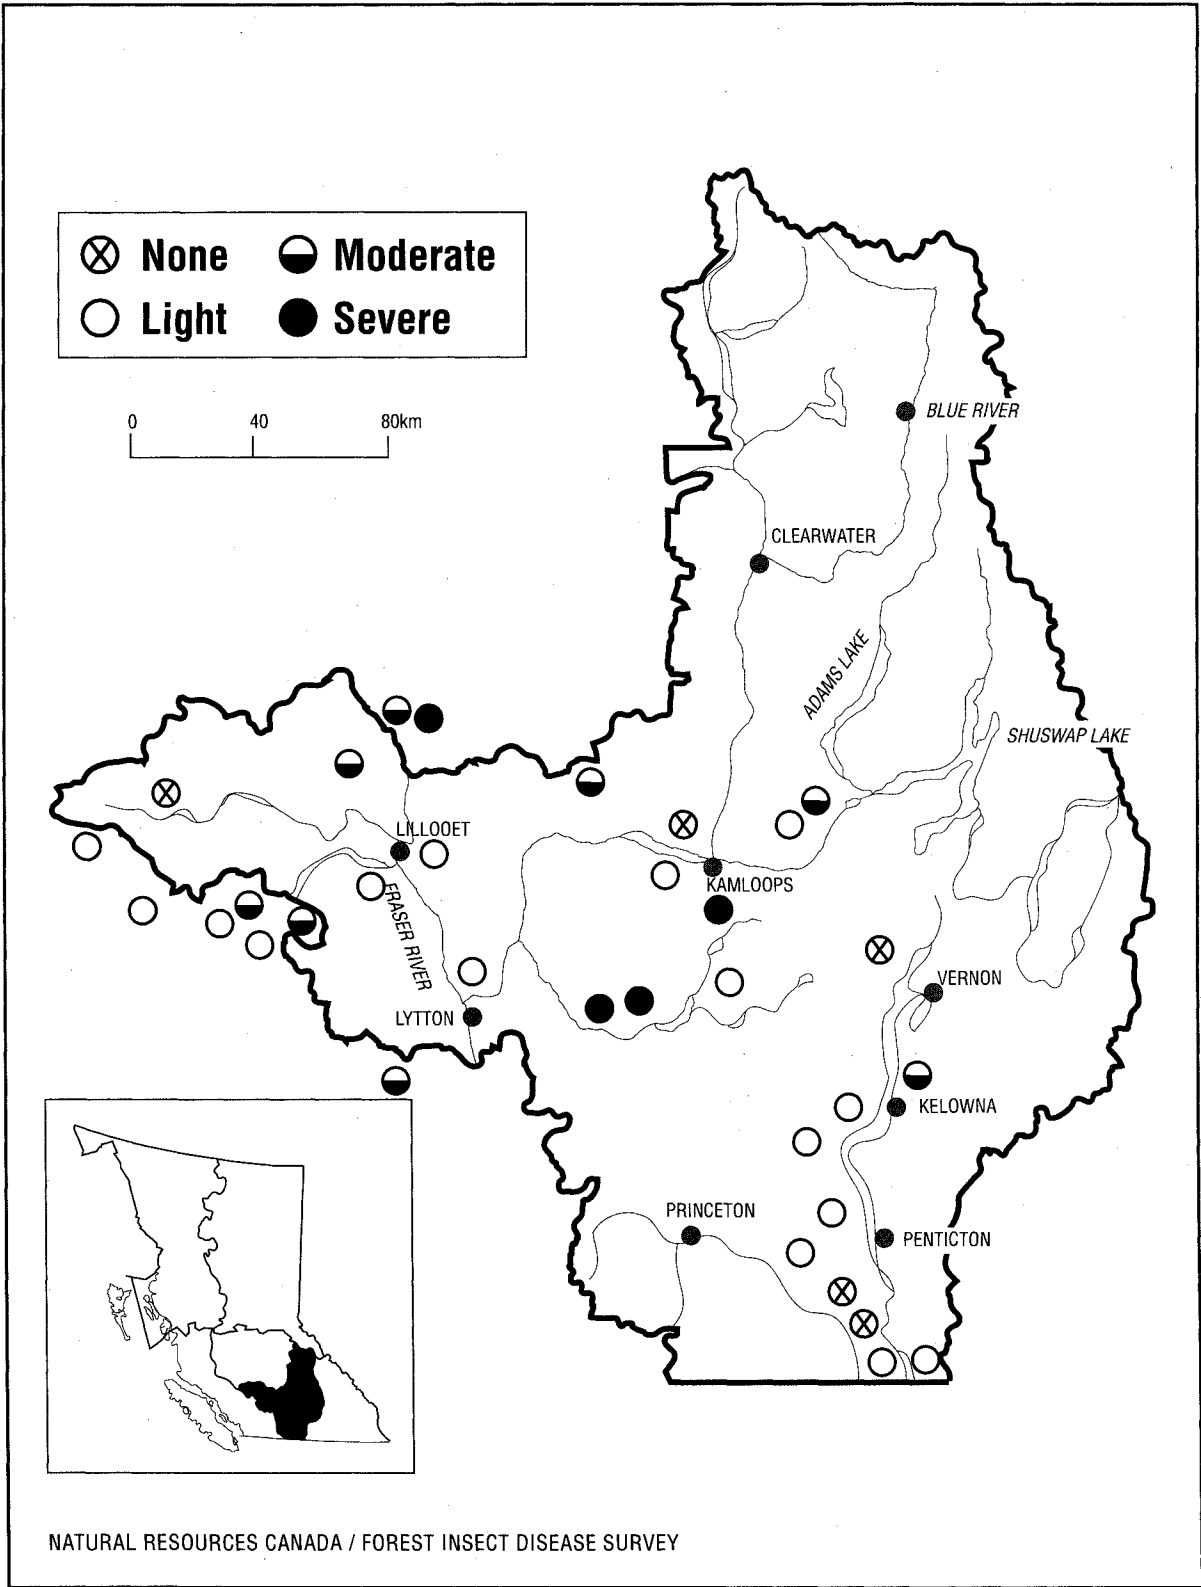 None Moderate
Light Severe
0 40 80km
BLUE RIVER
CLEARWATER
ADAMS LAKE
SHUSWAP LAKE
LILLOOET
KAMLOOPS
FRASER RIVER
VERNON
LYTTON
KELOWNA
PRINCETON
PENTICTON
NATURAL RESOURCES CANADA / FOREST INSECT DISEASE SURVEY